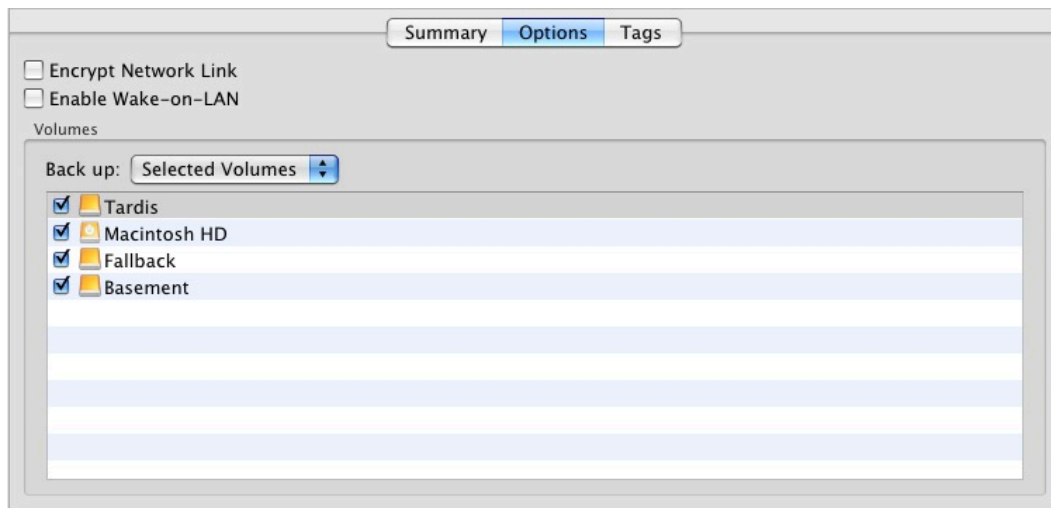 Summary Options Tags
Encrypt Network Link
Enable Wake-on-LAN
Volumes
Back up: Selected Volumes
Tardis
Macintosh HD
Fallback
Basement